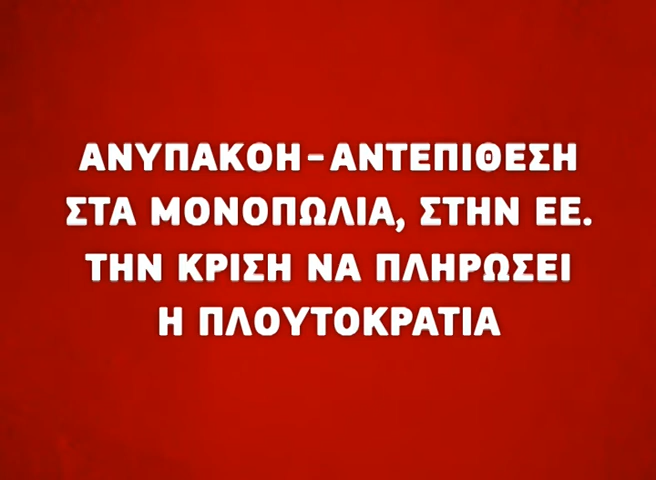 ΑΝΥΠΑΚΟΗ-ΑΝΤΕΠΙΘΕΣΗ
ΣΤΑ ΜΟΝΟΠΩΛΙΑ, ΣΤΗΝ ΕΕ.
ΤΗΝ ΚΡΙΣΗ ΝΑ ΠΛΗΡΩΣΕΙ
Η ΠΛΟΥΤΟΚΡΑΤΙΑ